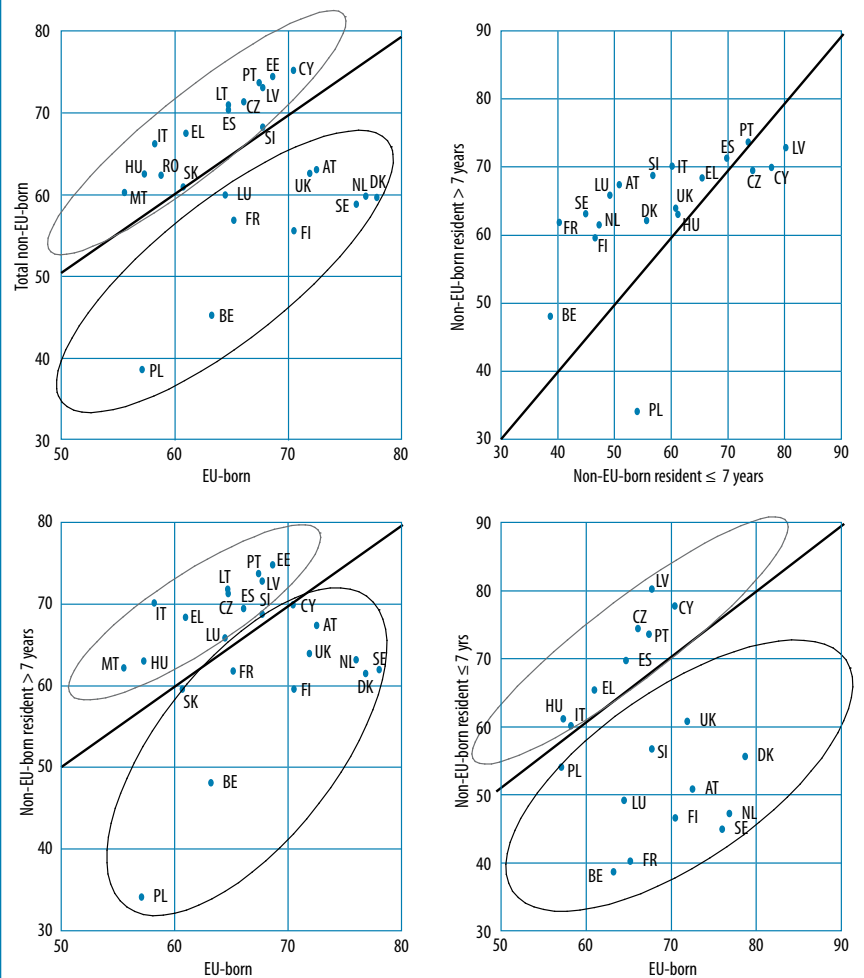 80
70
60
50
40
30
Total non-EU-born
50 60 70 80
EU-born
EE
CY
PT
LV
LT
CZ
ES
SI
EL
IT
HU
RO
SK
MT
AT
UK
LU
NL
DK
SE
FR
FI
BE
PL
90
80
70
60
50
40
30
Non-EU-born resident > 7 years
30 40 50 60 70 80 90
Non-EU-born resident ≤ 7 years
PT
LV
ES
CZ
CY
SI
IT
EL
LU
AT
UK
SE
DK
HU
FR
NL
FI
BE
PL
80
70
60
50
40
30
Non-EU-born resident > 7 years
50 60 70 80
EU-born
PT
EE
LT
LV
CZ
ES
SI
CY
IT
EL
LU
AT
MT
HU
UK
NL
SE
FR
SK
FI
DK
BE
PL
90
80
70
60
50
40
30
Non-EU-born resident ≤ 7 yrs
50 60 70 80 90
EU-born
LV
CY
CZ
PT
ES
EL
HU
IT
UK
SI
DK
PL
LU
AT
FI
NL
SE
FR
BE